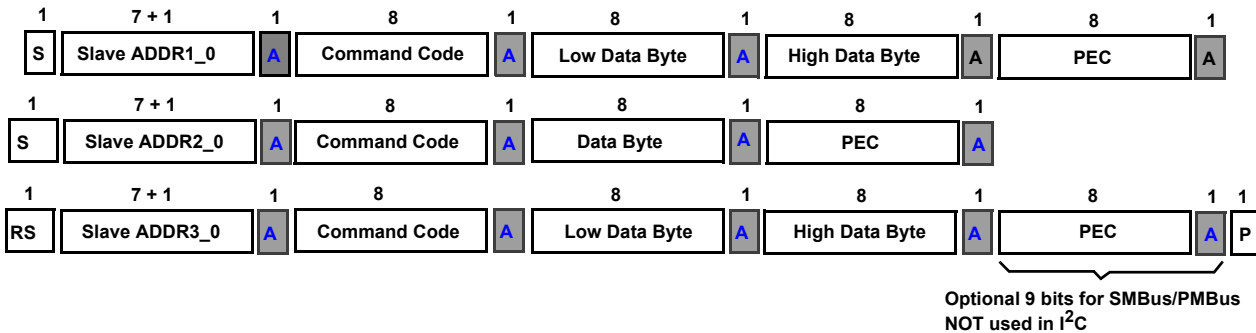 1 7 + 1 1 8 1 8 1 8 1 8 1
S Slave ADDR1_0 A Command Code A Low Data Byte A High Data Byte A PEC A
1 7 + 1 1 8 1 8 1 8 1
S Slave ADDR2_0 A Command Code A Data Byte A PEC A
1 7 + 1 1 8 1 8 1 8 1 8 1 1
RS Slave ADDR3_0 A Command Code A Low Data Byte A High Data Byte A PEC A P
Optional 9 bits for SMBus/PMBus
NOT used in I²C